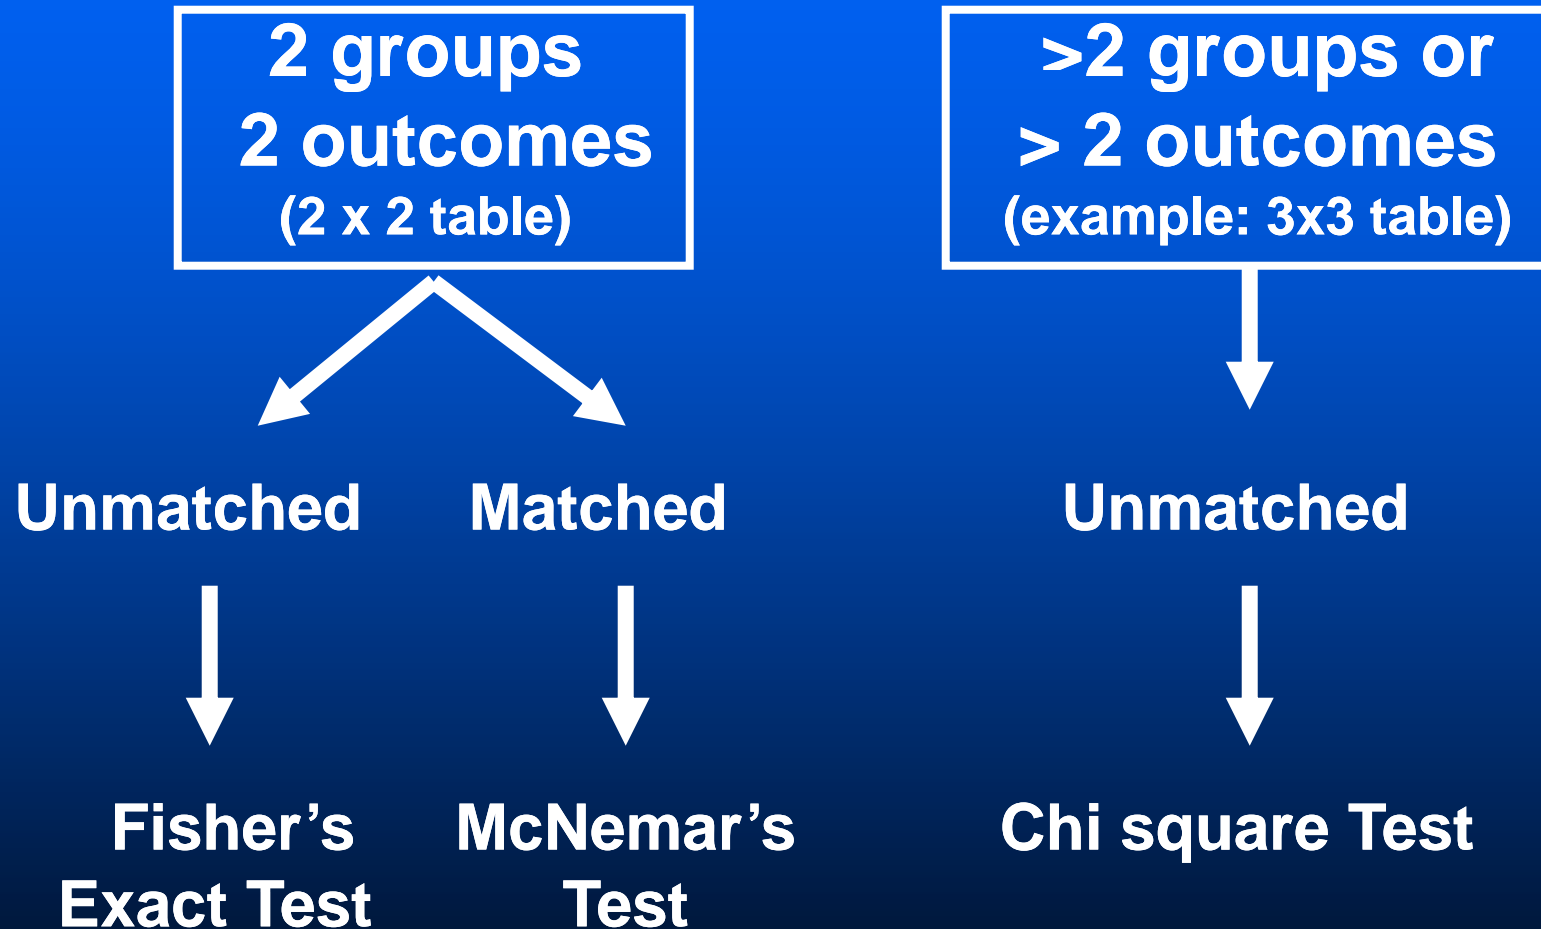 2 groups
2 outcomes
(2 x 2 table)
>2 groups or
> 2 outcomes
(example: 3x3 table)
Unmatched
Matched
Unmatched
Fisher’s
Exact Test
McNemar’s
Test
Chi square Test